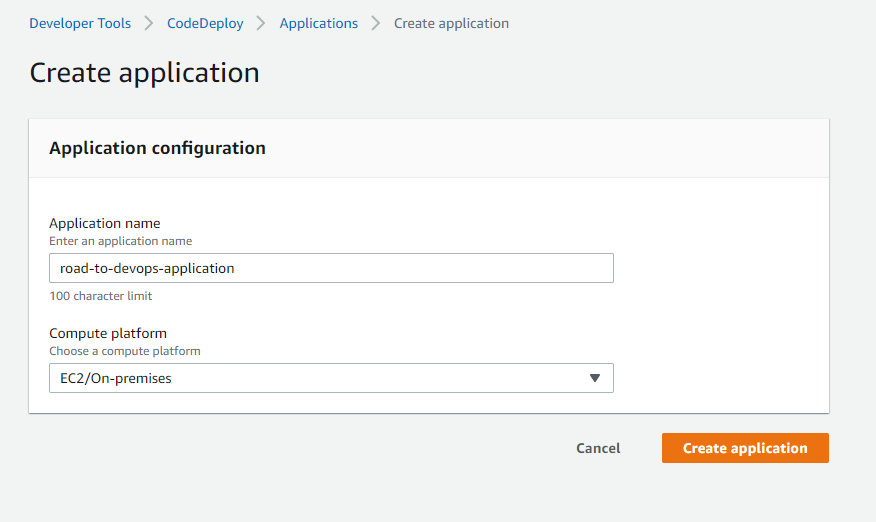 Developer Tools > CodeDeploy > Applications > Create application
Create application
Application configuration
Application name
Enter an application name
road-to-devops-application
100 character limit
Compute platform
Choose a compute platform
EC2/On-premises
Cancel Create application